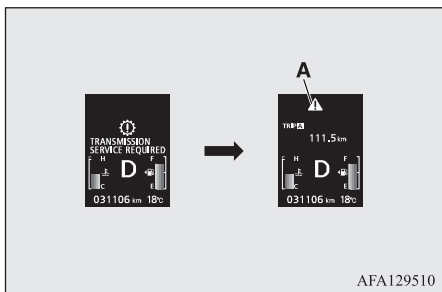 A
TRANSMISSION
SERVICE REQUIRED
H
F
D
C
E
031106 km 18°C
TRIP A
111.5 km
H
F
D
C
E
031106 km 18°C
AFA129510